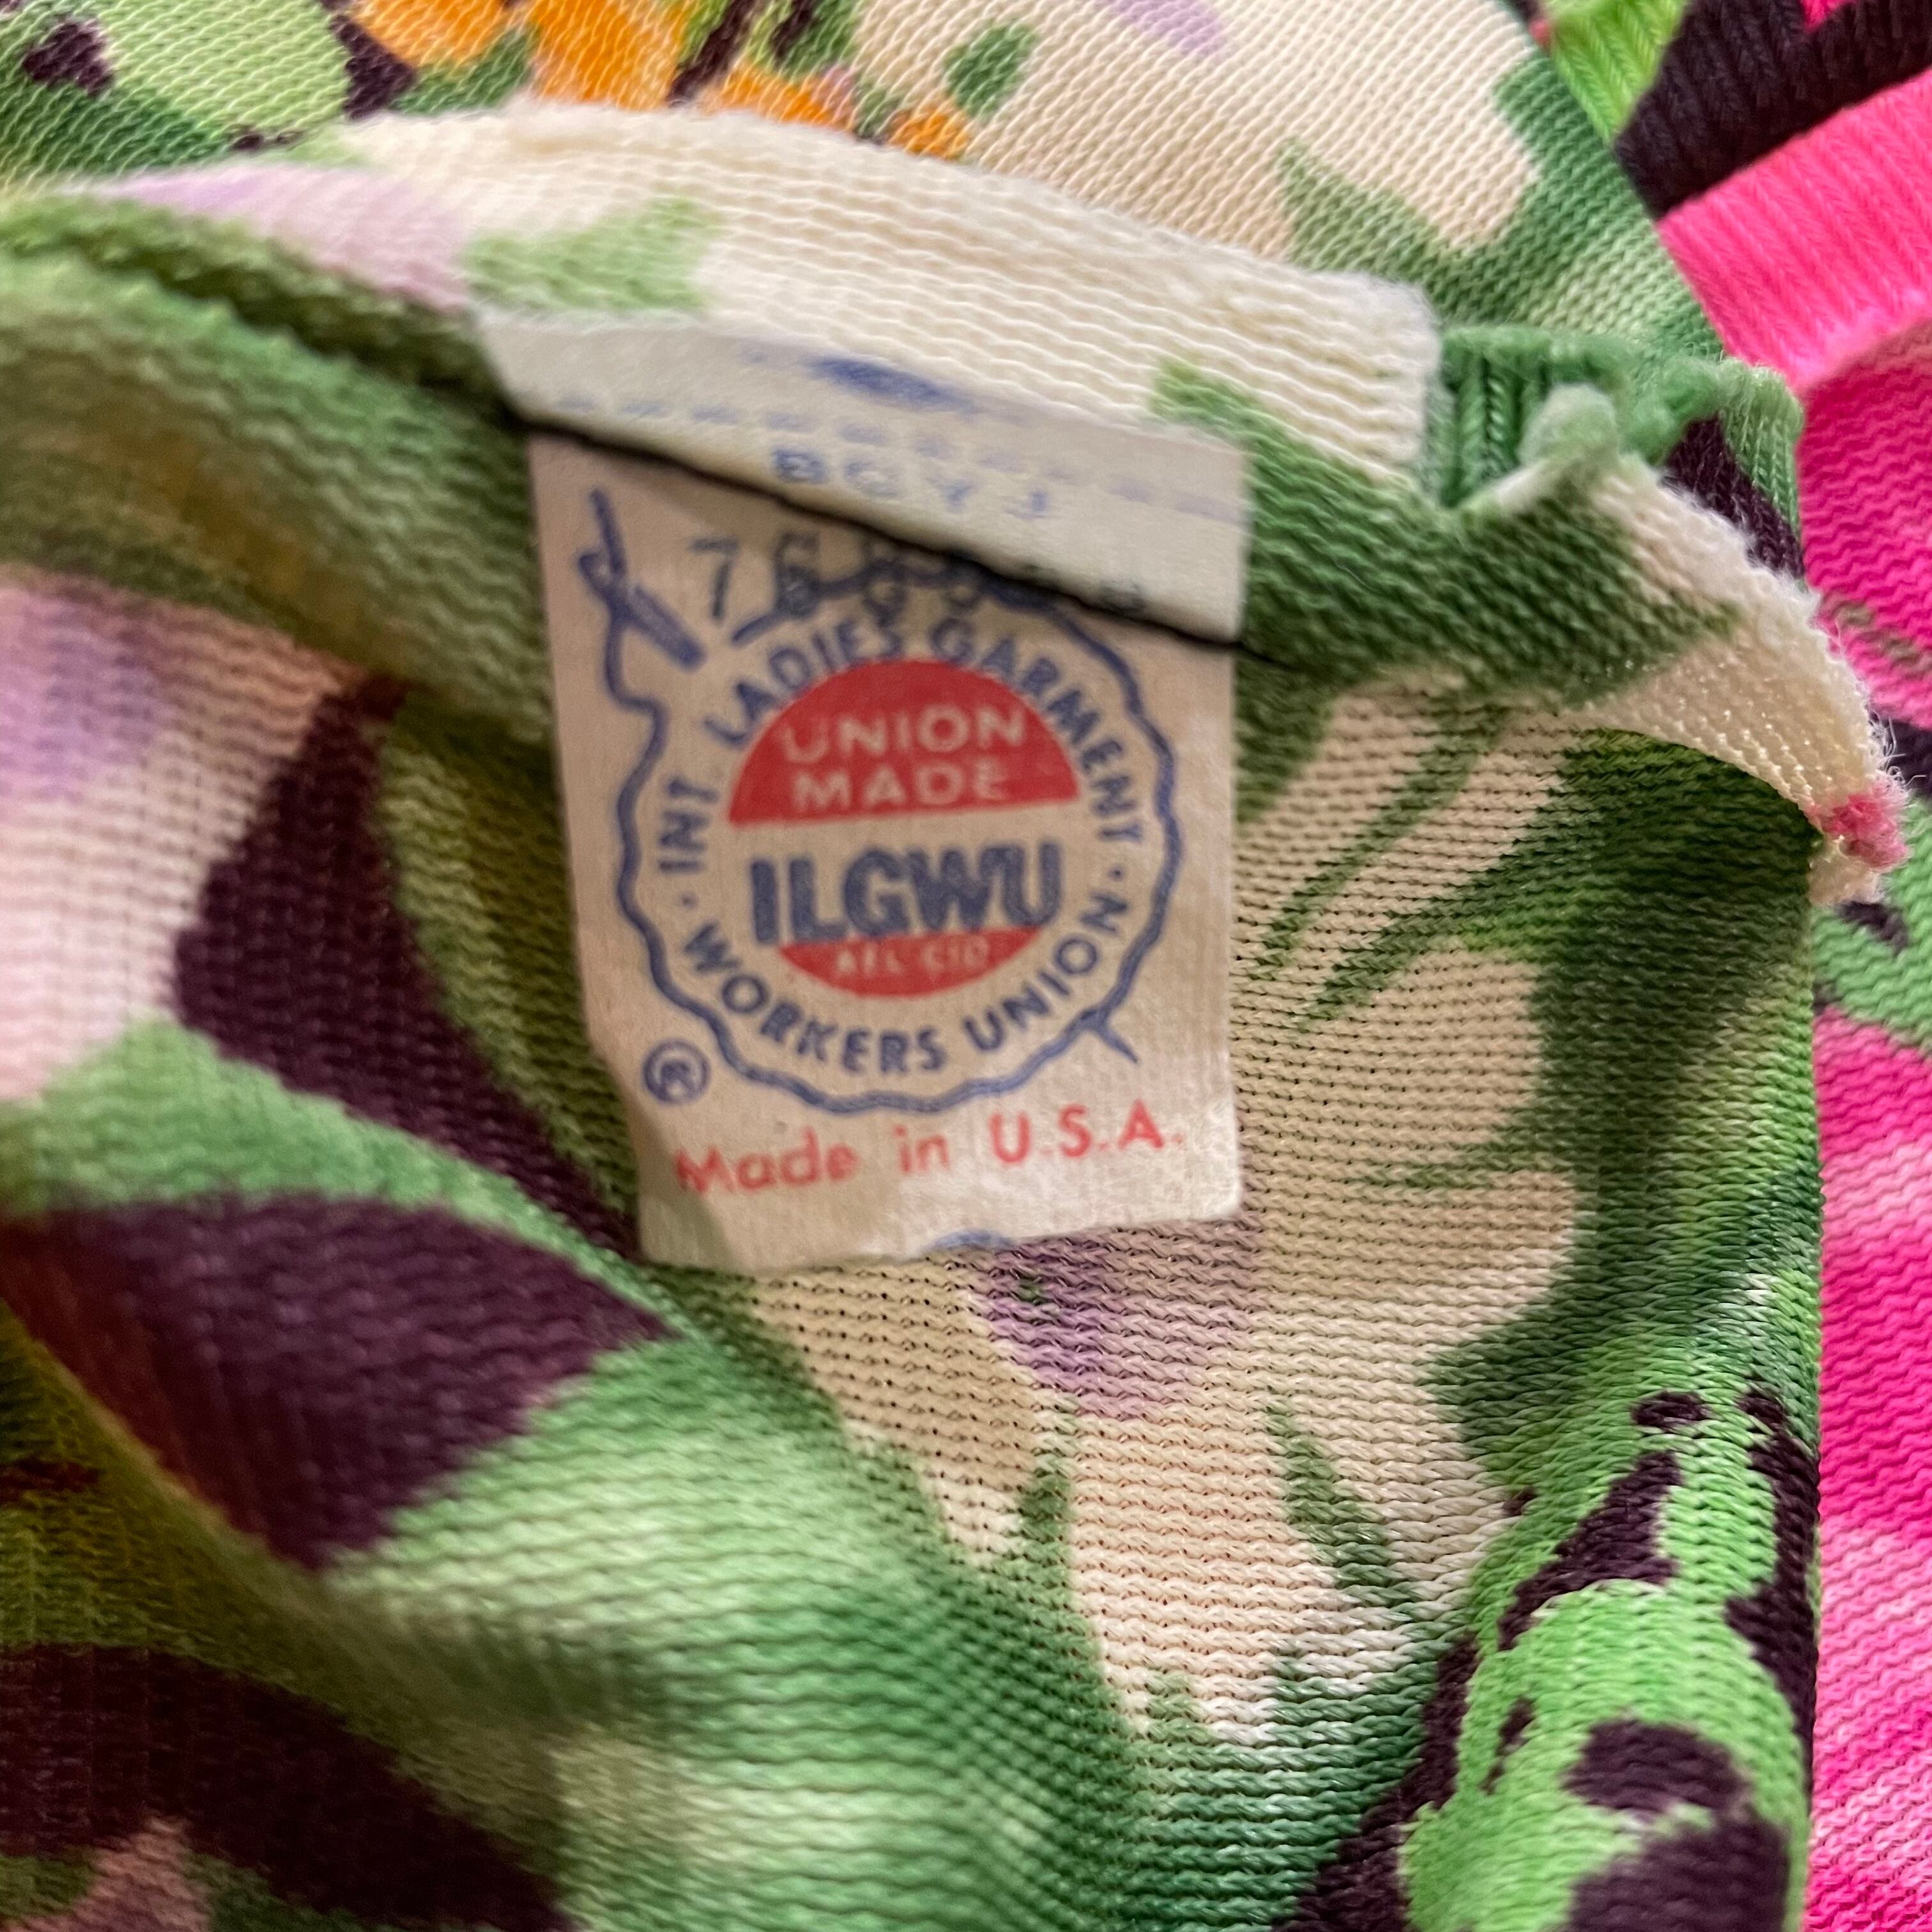 INT. LADIES GARMENT
UNION
MADE
ILGWU
AFL CIO
· WORKERS UNION ·
®
Made in U.S.A.